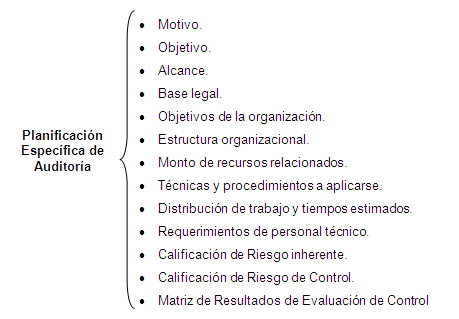 Planificación
Específica de
Auditoría
• Motivo.
• Objetivo.
• Alcance.
• Base legal.
• Objetivos de la organización.
• Estructura organizacional.
• Monto de recursos relacionados.
• Técnicas y procedimientos a aplicarse.
• Distribución de trabajo y tiempos estimados.
• Requerimientos de personal técnico.
• Calificación de Riesgo inherente.
• Calificación de Riesgo de Control.
• Matriz de Resultados de Evaluación de Control